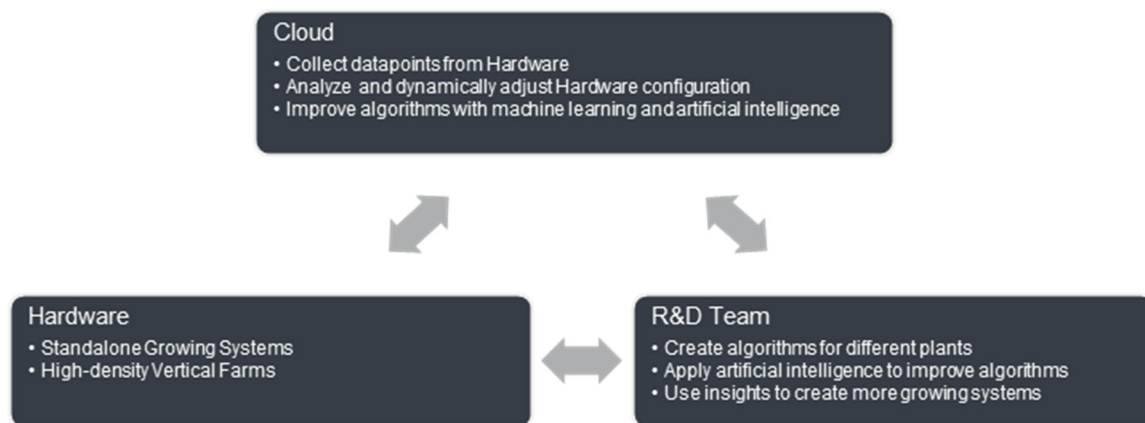 Cloud
• Collect datapoints from Hardware
• Analyze and dynamically adjust Hardware configuration
• Improve algorithms with machine learning and artificial intelligence
Hardware
• Standalone Growing Systems
• High-density Vertical Farms
R&D Team
• Create algorithms for different plants
• Apply artificial intelligence to improve algorithms
• Use insights to create more growing systems